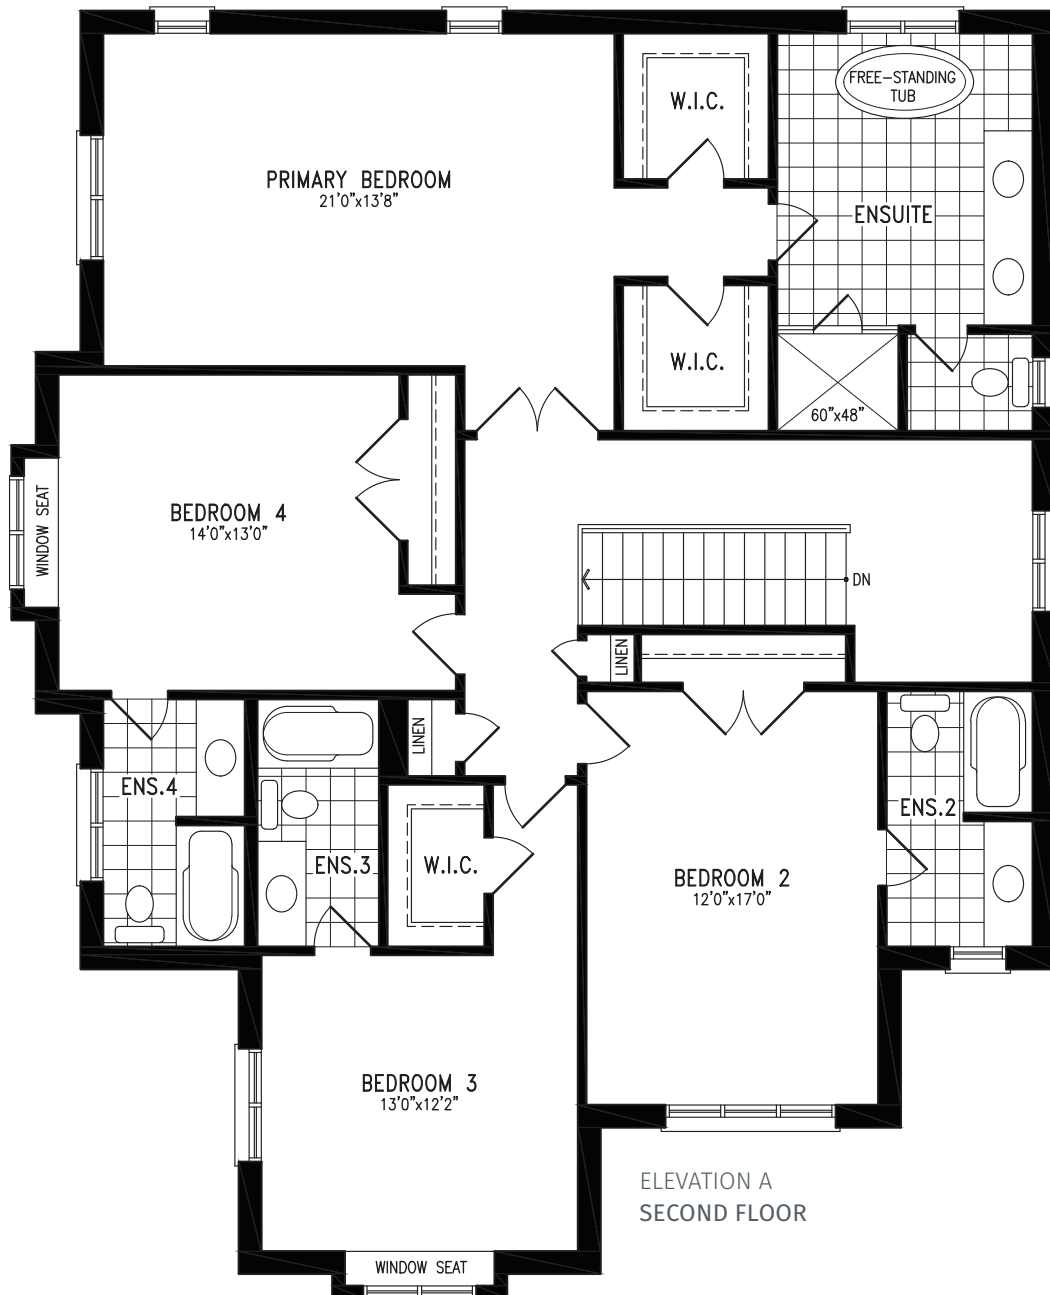 W.I.C.
FREE-STANDING
TUB
PRIMARY BEDROOM
21'0"x13'8"
ENSUITE
W.I.C.
60"x48"
BEDROOM 4
14'0"x13'0"
WINDOW SEAT
DN
LINEN
LINEN
ENS.4
ENS.3
W.I.C.
BEDROOM 2
12'0"x17'0"
ENS.2
BEDROOM 3
13'0"x12'2"
ELEVATION A
SECOND FLOOR
WINDOW SEAT